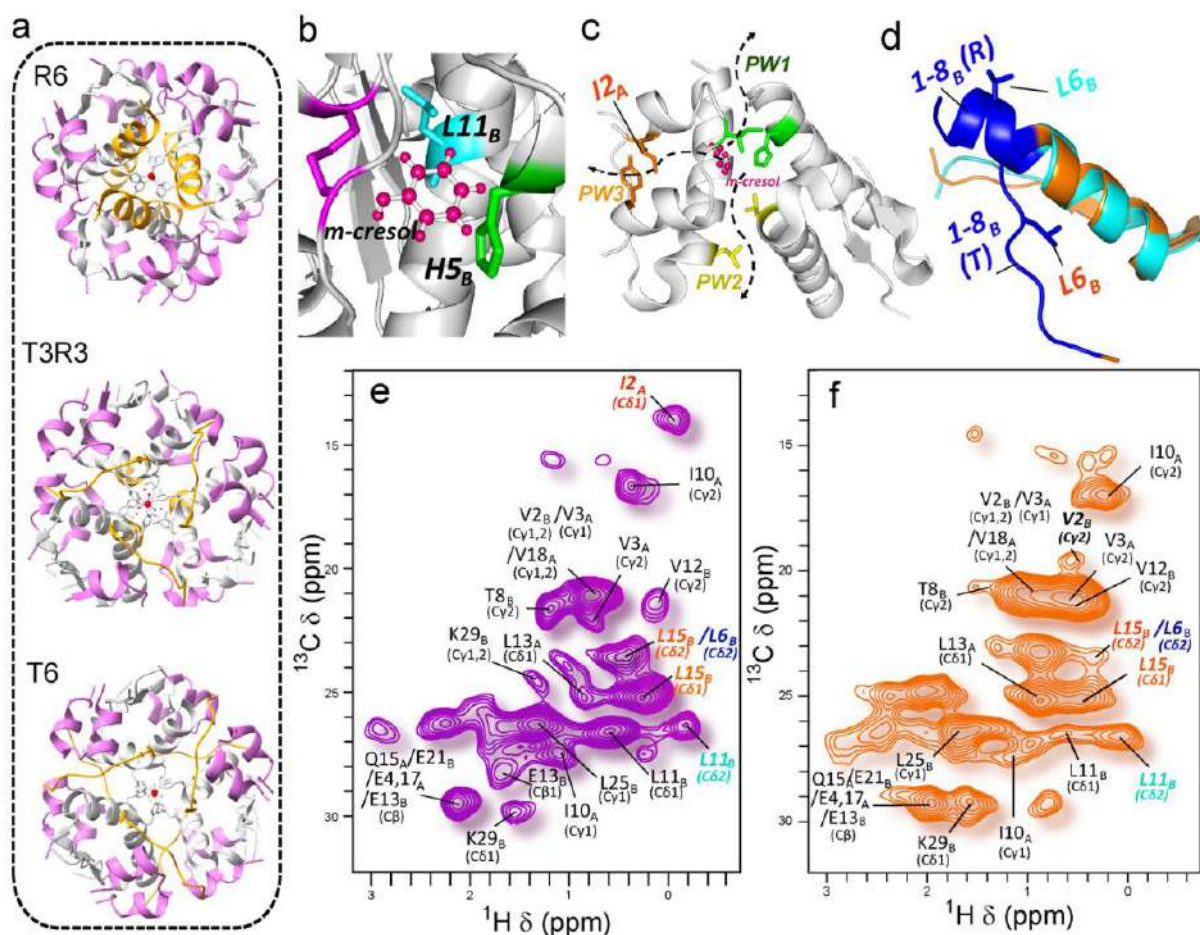 a
R6
T3R3
T6
b
L11B
m-cresol
H5B
c
I2A
PW1
PW3
m-cresol
PW2
d
1-8B (R)
L6B
1-8B
(T)
L6B
e
I2A
(Cδ1)
I10A
(Cγ2)
V2B /V3A
(Cγ1,2) (Cγ1)
/V18A
(Cγ1,2)
V3A
(Cγ2)
T8B
(Cγ2)
V12B
(Cγ2)
K29B
(Cγ1,2)
L13A
(Cδ1)
L15B /L6B
(Cδ2) (Cδ2)
L15B
(Cδ1)
Q15A/E21B
/E4,17A
/E13B
(Cβ)
E13B
(Cβ1)
I10A
(Cγ1)
L25B
(Cγ1)
L11B
(Cδ1)
L11B
(Cδ2)
K29B
(Cδ1)
15
20
25
30
13C δ (ppm)
3 2 1 0
1H δ (ppm)
f
I10A
(Cγ2)
V2B /V3A
(Cγ1,2) (Cγ1)
/V18A
(Cγ1,2)
V2B
(Cγ2)
V3A
(Cγ2)
V12B
(Cγ2)
T8B
(Cγ2)
L13A
(Cδ1)
L15B /L6B
(Cδ2) (Cδ2)
L15B
(Cδ1)
L25B
(Cγ1)
Q15A/E21B
/E4,17A
/E13B
(Cβ)
K29B
(Cδ1)
I10A
(Cγ1)
L11B
(Cδ1)
L11B
(Cδ2)
15
20
25
30
13C δ (ppm)
3 2 1 0
1H δ (ppm)